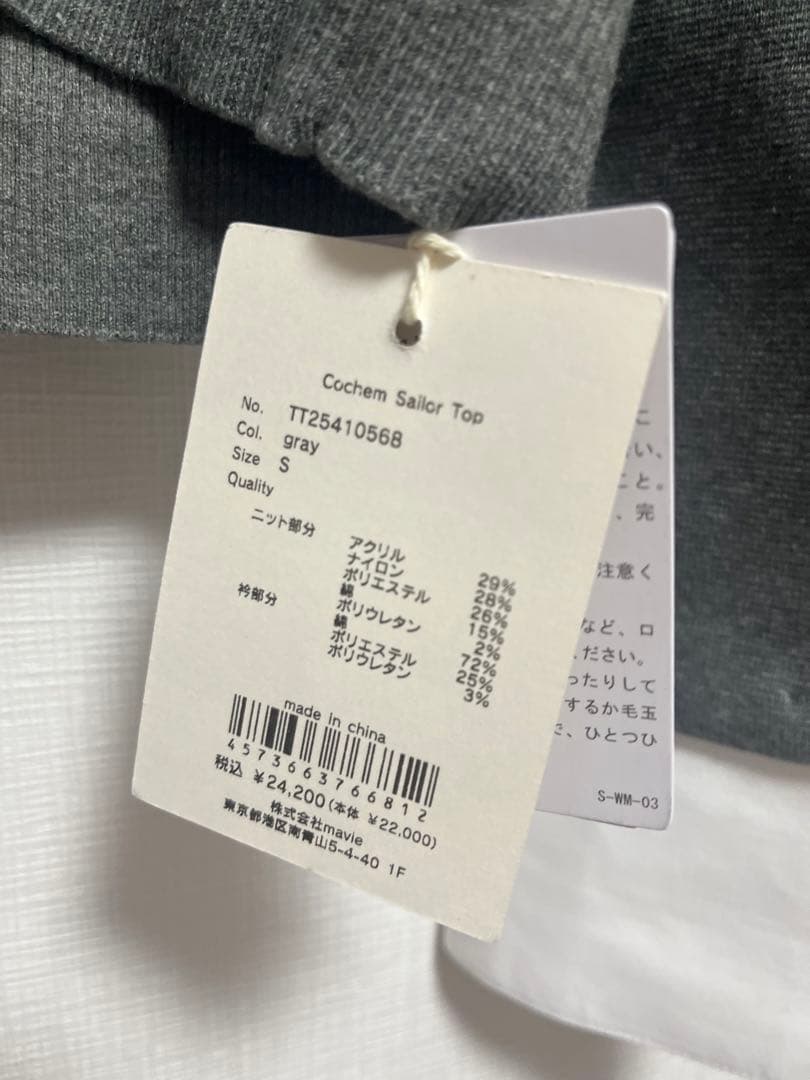 Cochem Sailor Top
No. TT25410568
Col. gray
Size S
Quality
ニット部分 アクリル 29%
ナイロン 28%
ポリエステル 26%
綿 15%
ポリウレタン 2%
衿部分 綿 72%
ポリエステル 25%
ポリウレタン 3%
made in china
4573663766812
税込 ¥24,200(本体 ¥22,000)
株式会社mavie
東京都港区南青山5-4-40 1F
こ
い、
こと。
、完
注意く
など、ロ
ださい。
ったりして
するか毛玉
で、ひとつひ
S-WM-03